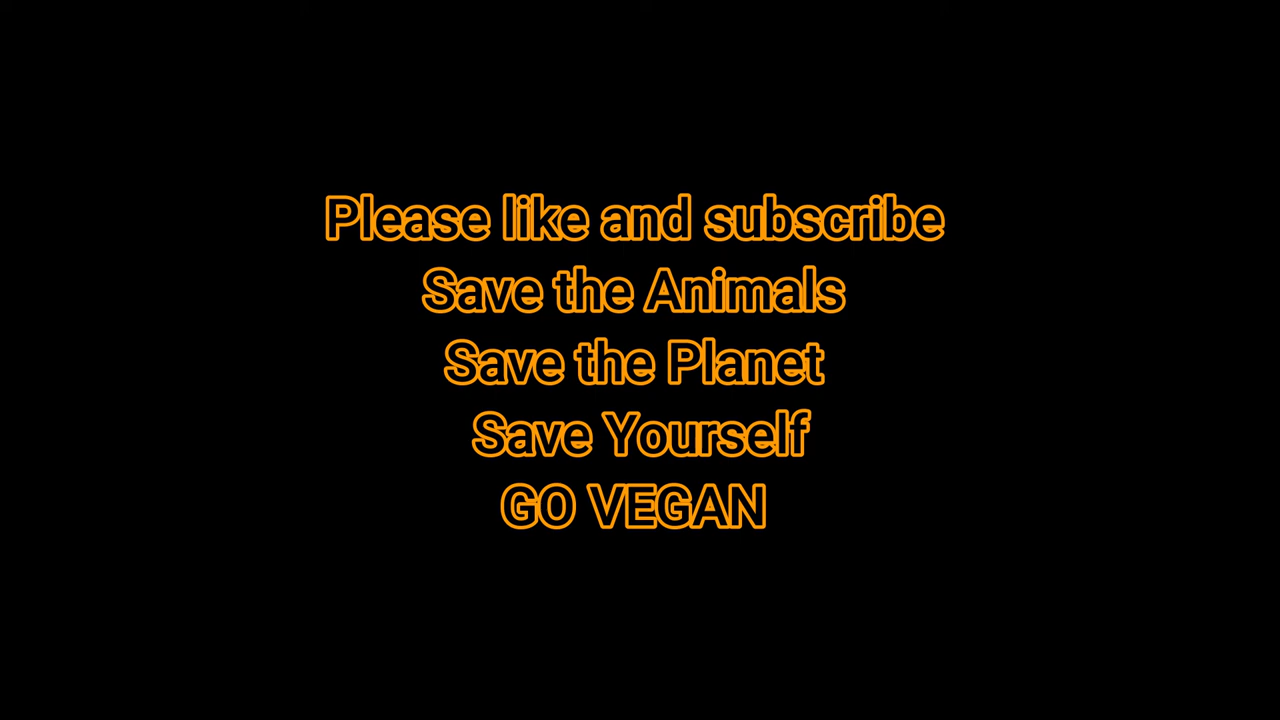 Please like and subscribe
Save the Animals
Save the Planet
Save Yourself
GO VEGAN